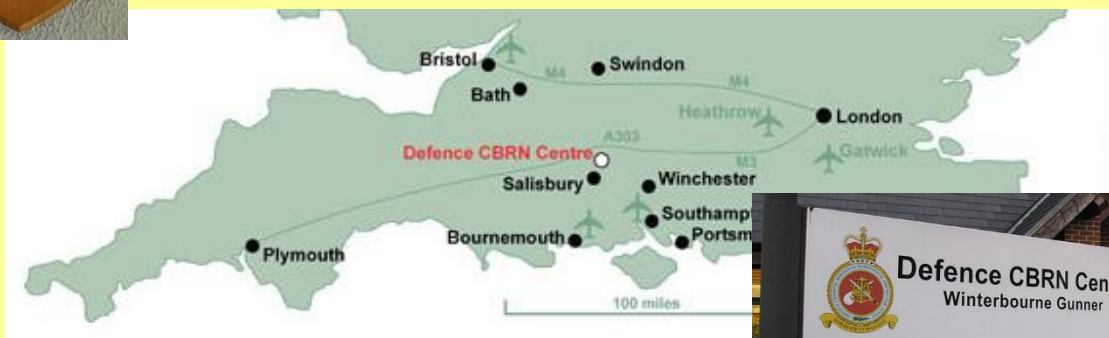 Bristol
Swindon
M4
M4
Bath
Heathrow
London
A303
Defence CBRN Centre
M3
Gatwick
Salisbury
Winchester
Southampt
Bournemouth
Portsm
Plymouth
100 miles
Defence CBRN Cen
Winterbourne Gunner